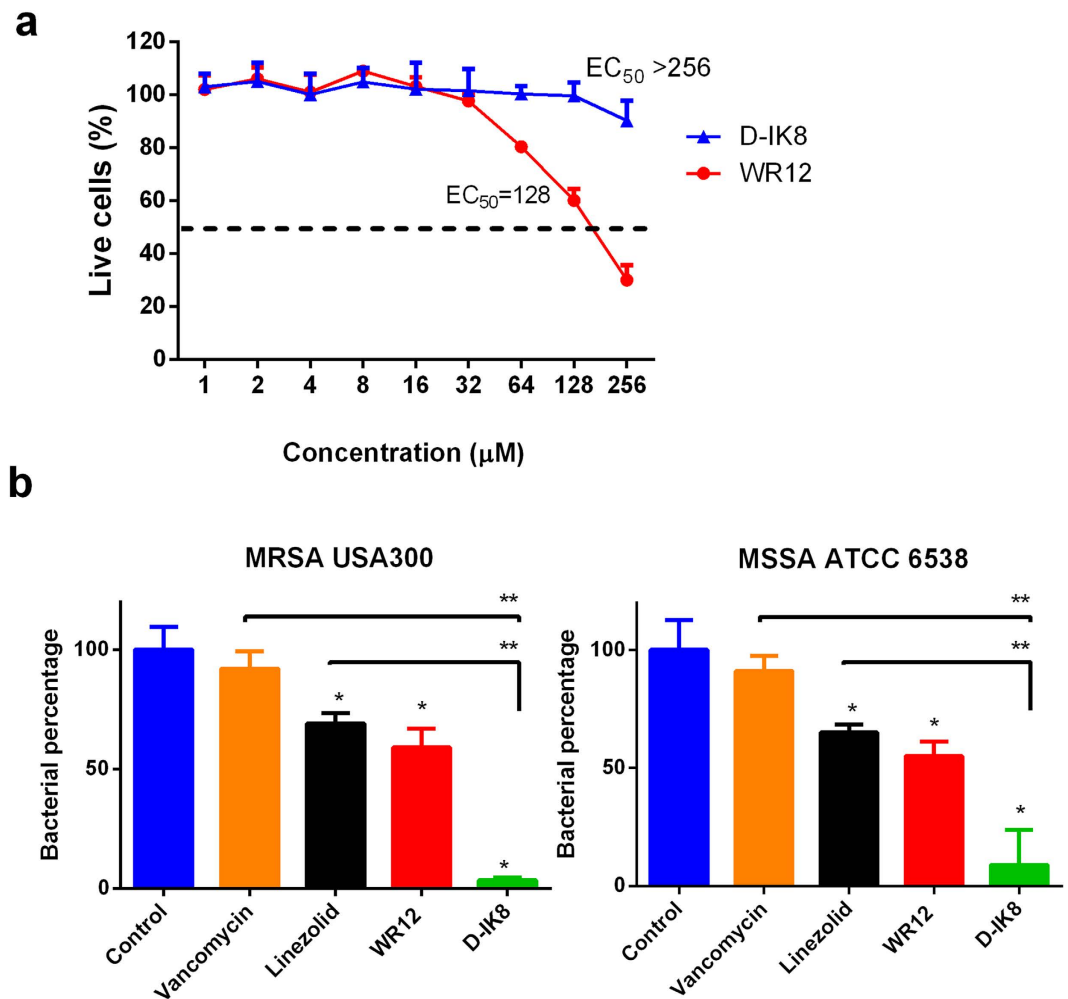 a
120
100
80
60
40
20
0
Live cells (%)
EC50 >256
EC50=128
D-IK8
WR12
1 2 4 8 16 32 64 128 256
Concentration (μM)
b
MRSA USA300
**
**
* * *
100
50
0
Bacterial percentage
Control Vancomycin Linezolid WR12 D-IK8
MSSA ATCC 6538
**
**
* * *
100
50
0
Bacterial percentage
Control Vancomycin Linezolid WR12 D-IK8